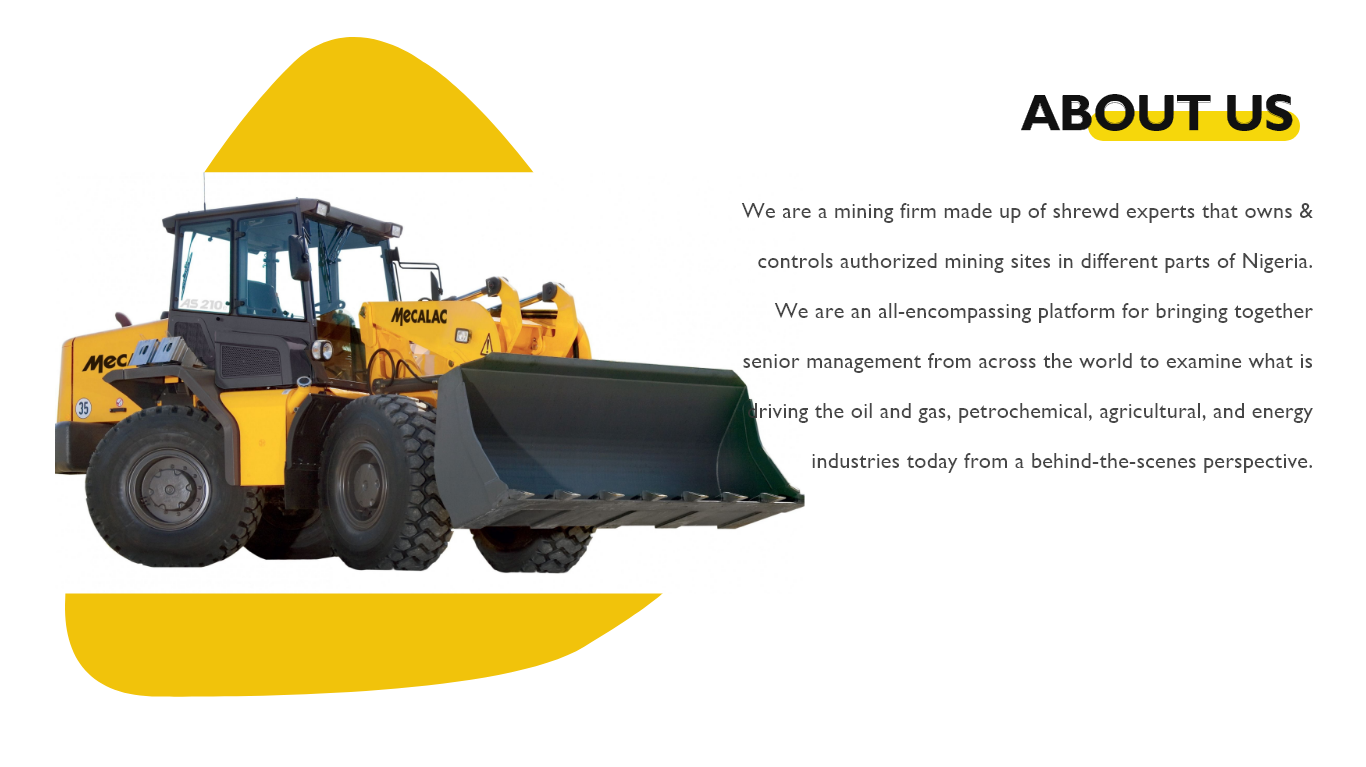 ABOUT US
We are a mining firm made up of shrewd experts that owns &
controls authorized mining sites in different parts of Nigeria.
We are an all-encompassing platform for bringing together
senior management from across the world to examine what is
driving the oil and gas, petrochemical, agricultural, and energy
industries today from a behind-the-scenes perspective.
AS 210
MECALAC
MECA
35